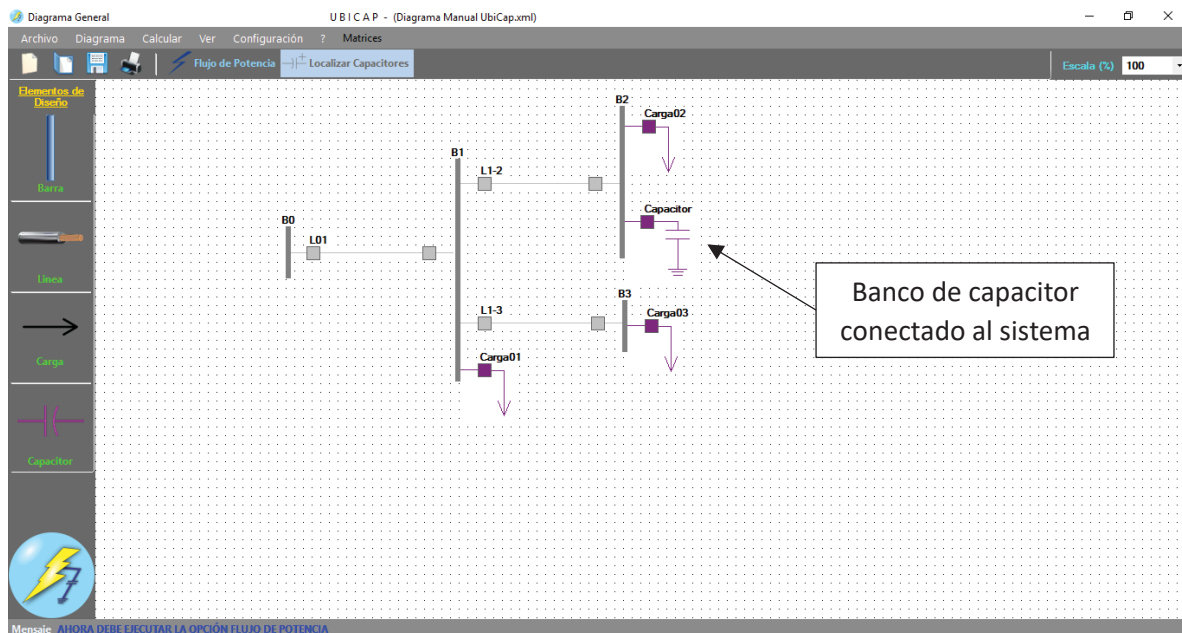 Diagrama General
U B I C A P - (Diagrama Manual UbiCap.xml)
Archivo Diagrama Calcular Ver Configuración ? Matrices
Flujo de Potencia Localizar Capacitores Escala (%) 100
Elementos de
Diseño
Barra
Linea
Carga
Capacitor
B2
Carga02
B1
L1-2
Capacitor
B0
L01
B3
L1-3
Carga03
Carga01
Banco de capacitor
conectado al sistema
Mensaje AHORA DEBE EJECUTAR LA OPCIÓN FLUJO DE POTENCIA